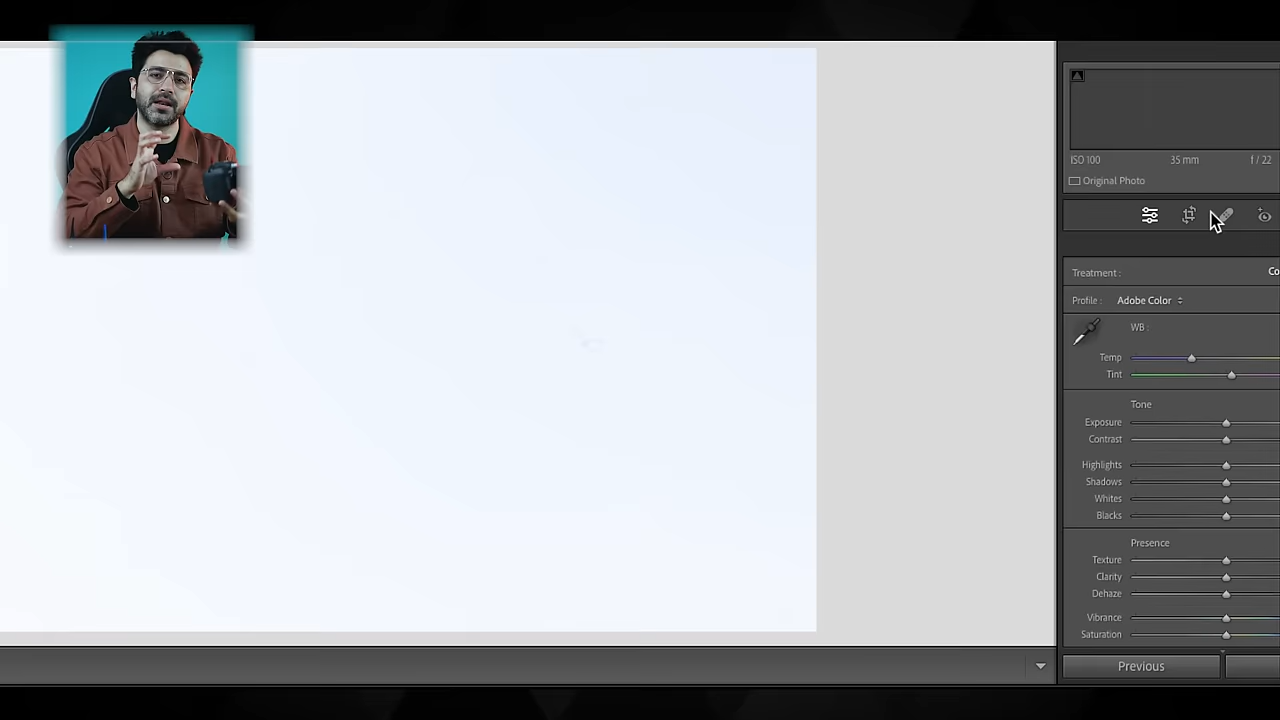 ISO 100 35 mm f / 22
Original Photo
Treatment : Co
Profile : Adobe Color
WB :
Temp
Tint
Tone
Exposure
Contrast
Highlights
Shadows
Whites
Blacks
Presence
Texture
Clarity
Dehaze
Vibrance
Saturation
Previous